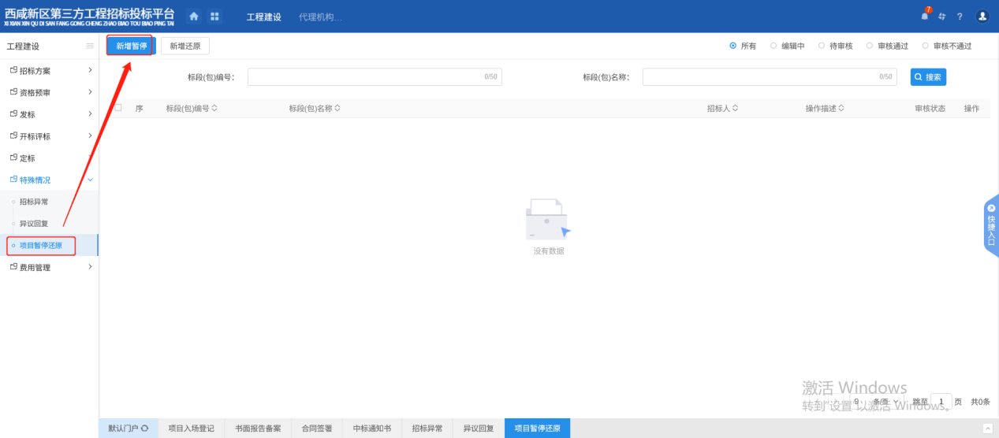 西咸新区第三方工程招标投标平台
XI XIAN XIN QU DI SAN FANG GONG CHENG ZHAO BIAO TOU BIAO PING TAI
工程建设 代理机构... 7 ?
工程建设
新增暂停 新增还原
所有 编辑中 待审核 审核通过 审核不通过
招标方案
资格预审
发标
开标评标
定标
特殊情况
招标异常
异议回复
项目暂停还原
费用管理
标段(包)编号: 0/50 标段(包)名称: 0/50 搜索
序 标段(包)编号 标段(包)名称 招标人 操作描述 审核状态 操作
没有数据
快捷入口
激活 Windows
转到"设置"以激活 Windows。
条/页 跳至 1 页 共0条
默认门户 项目入场登记 书面报告备案 合同签署 中标通知书 招标异常 异议回复 项目暂停还原